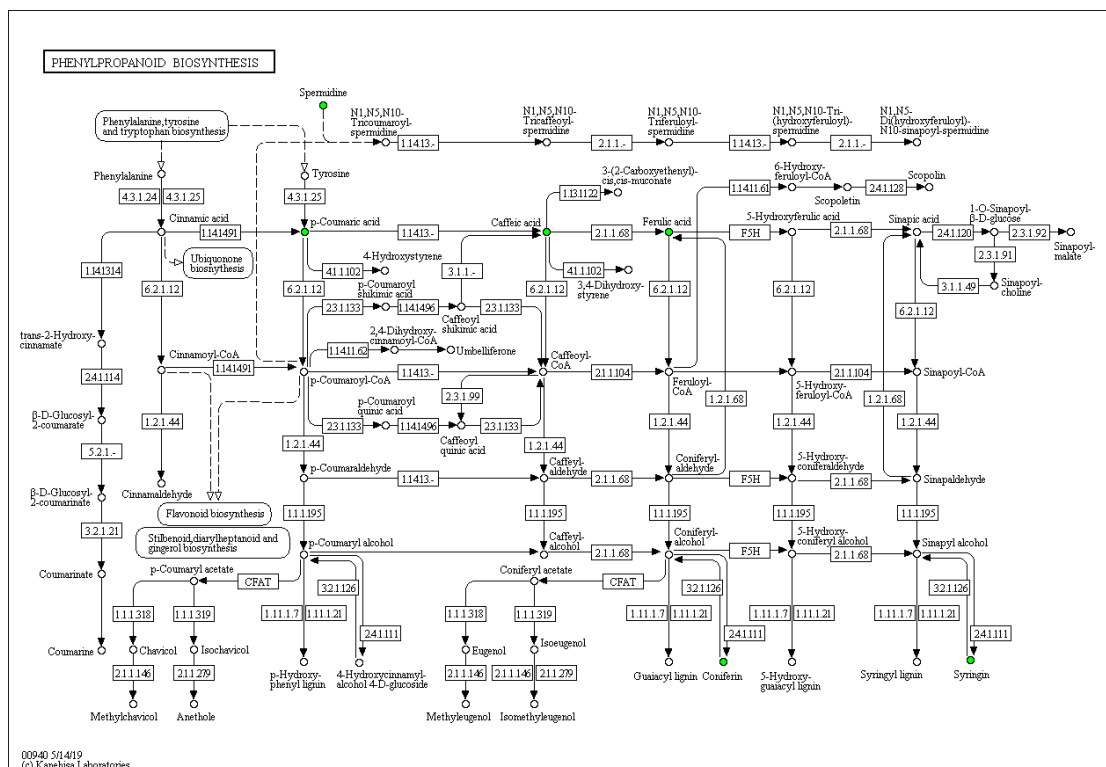 PHENYLPROPANOID BIOSYNTHESIS
Spermidine
Phenylalanine,tyrosine
and tryptophan biosynthesis
N1,N5,N10-
Tricoumaroyl-
spermidine
1.14.13.-
N1,N5,N10-
Tricaffeoyl-
spermidine
2.1.1.-
N1,N5,N10-
Triferuloyl-
spermidine
1.14.13.-
N1,N5,N10-Tri-
(hydroxyferuloyl)-
spermidine
2.1.1.-
N1,N5-
Di(hydroxyferuloyl)-
N10-sinapoyl-spermidine
Phenylalanine
Tyrosine
4.3.1.24
4.3.1.25
4.3.1.25
3-(2-Carboxyethenyl)-
cis,cis-muconate
1.13.11.22
6-Hydroxy-
feruloyl-CoA
1.14.11.61
Scopoletin
2.4.1.128
Scopolin
Cinnamic acid
1.14.14.91
p-Coumaric acid
1.14.13.-
Caffeic acid
2.1.1.68
Ferulic acid
F5H
5-Hydroxyferulic acid
2.1.1.68
Sinapic acid
2.4.1.120
1-O-Sinapoyl-
β-D-glucose
2.3.1.92
Sinapoyl-
malate
2.3.1.91
3.1.1.49
Sinapoyl-
choline
Ubiquonone
biosnythesis
1.14.13.14
4.1.1.102
4-Hydroxystyrene
3.1.1.-
4.1.1.102
3,4-Dihydroxy-
styrene
6.2.1.12
6.2.1.12
6.2.1.12
6.2.1.12
6.2.1.12
6.2.1.12
p-Coumaroyl
shikimic acid
2.3.1.133
1.14.14.96
Caffeoyl
shikimic acid
2.3.1.133
trans-2-Hydroxy-
cinnamate
2,4-Dihydroxy-
cinnamoyl-CoA
1.14.11.62
Umbelliferone
Cinnamoyl-CoA
1.14.14.91
p-Coumaroyl-CoA
1.14.13.-
Caffeoyl-
CoA
2.1.1.104
Feruloyl-
CoA
5-Hydroxy-
feruloyl-CoA
2.1.1.104
Sinapoyl-CoA
2.4.1.114
2.3.1.99
1.2.1.68
1.2.1.68
p-Coumaroyl
quinic acid
2.3.1.133
1.14.14.96
Caffeoyl
quinic acid
2.3.1.133
β-D-Glucosyl-
2-coumarate
1.2.1.44
1.2.1.44
1.2.1.44
1.2.1.44
1.2.1.44
1.2.1.44
5.2.1.-
Cinnamaldehyde
p-Coumaraldehyde
1.14.13.-
Caffeyl-
aldehyde
2.1.1.68
Coniferyl-
aldehyde
F5H
5-Hydroxy-
coniferaldehyde
2.1.1.68
Sinapaldehyde
β-D-Glucosyl-
2-coumarinate
Flavonoid biosynthesis
Stilbenoid,diarylheptanoid and
gingerol biosynthesis
3.2.1.21
1.1.1.195
1.1.1.195
1.1.1.195
1.1.1.195
1.1.1.195
p-Coumaryl alcohol
Caffeyl-
alcohol
2.1.1.68
Coniferyl-
alcohol
F5H
5-Hydroxy-
coniferyl alcohol
2.1.1.68
Sinapyl alcohol
Coumarinate
p-Coumaryl acetate
CFAT
Coniferyl acetate
CFAT
3.2.1.126
3.2.1.126
3.2.1.126
1.1.1.318
1.1.1.319
1.11.1.7
1.11.1.21
1.1.1.318
1.1.1.319
1.11.1.7
1.11.1.21
1.11.1.7
1.11.1.21
1.11.1.7
1.11.1.21
2.4.1.111
2.4.1.111
2.4.1.111
Coumarine
Chavicol
Isochavicol
Eugenol
Isoeugenol
2.1.1.146
2.1.1.279
p-Hydroxy-
phenyl lignin
4-Hydroxycinnanyl-
alcohol 4-D-glucoside
2.1.1.146
2.1.1.146
2.1.1.279
Guaiacyl lignin
Coniferin
5-Hydroxy-
guaiacyl lignin
Syringyl lignin
Syringin
Methylchavicol
Anethole
Methyleugenol
Isomethyleugenol
00940 5/14/19
(c) Kanehisa Laboratories